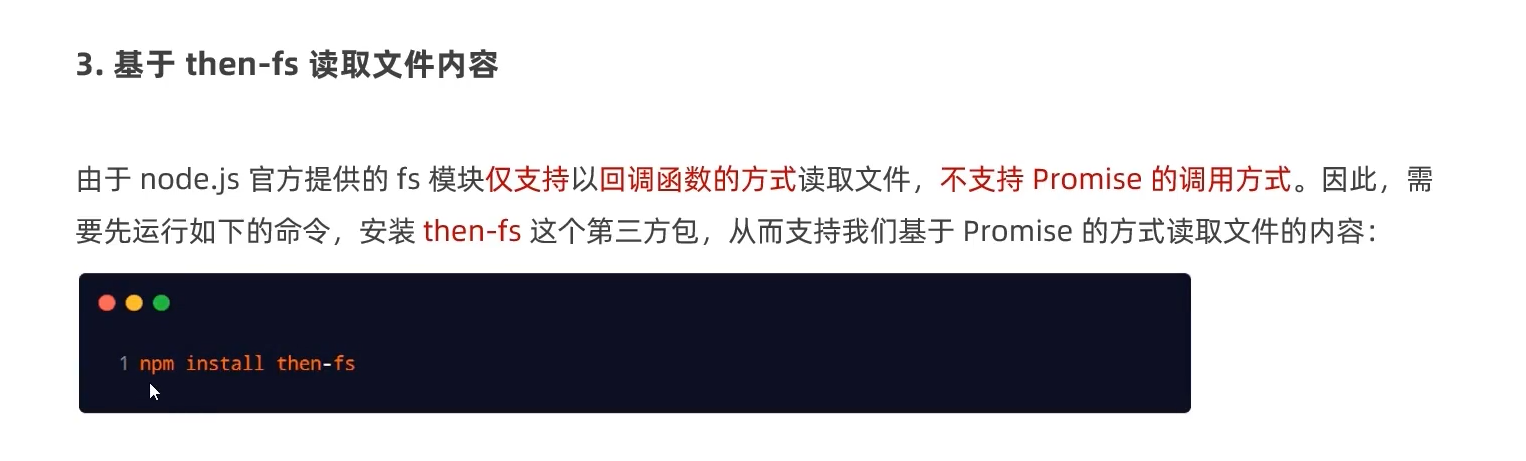 3. 基于 then-fs 读取文件内容
由于 node.js 官方提供的 fs 模块仅支持以回调函数的方式读取文件，不支持 Promise 的调用方式。因此，需
要先运行如下的命令，安装 then-fs 这个第三方包，从而支持我们基于 Promise 的方式读取文件的内容：
1 npm install then-fs